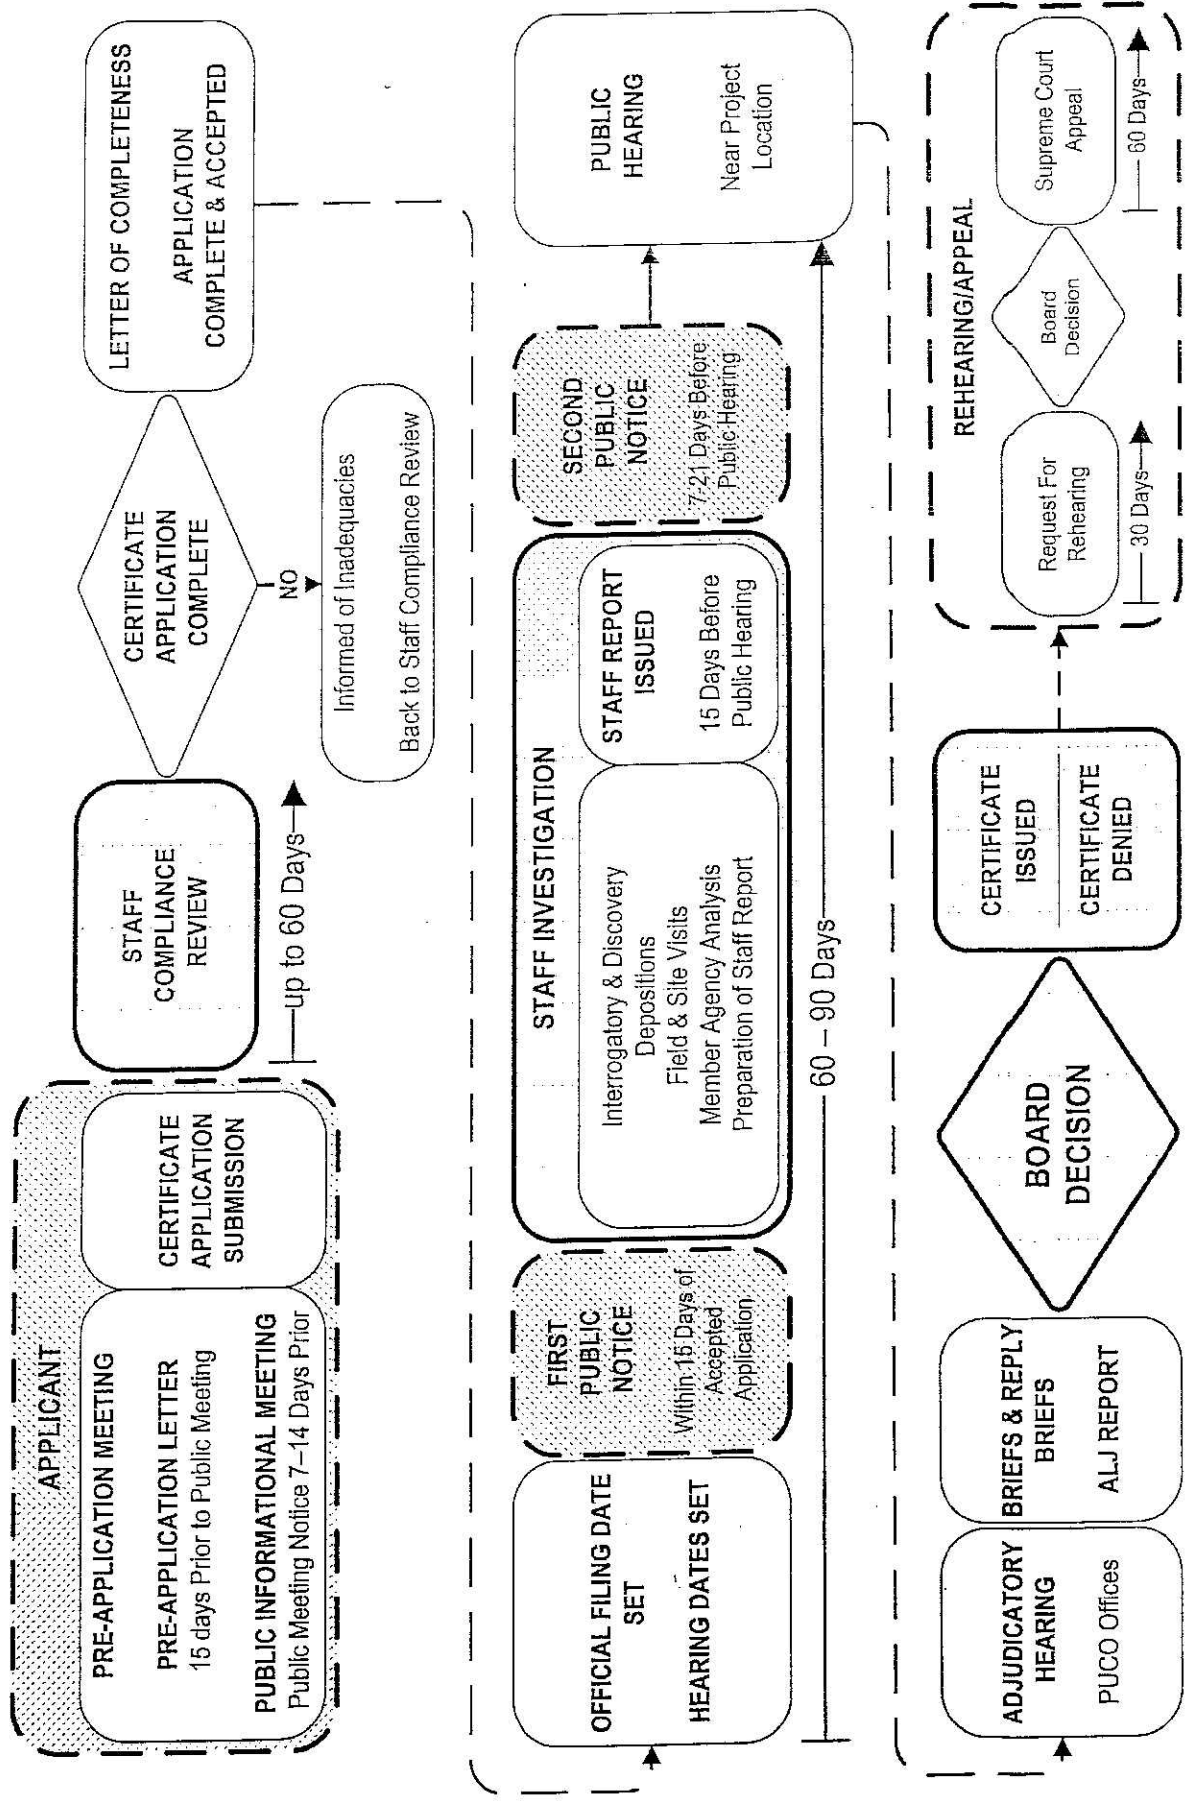 APPLICANT
PRE-APPLICATION MEETING
PRE-APPLICATION LETTER
15 days Prior to Public Meeting
PUBLIC INFORMATIONAL MEETING
Public Meeting Notice 7–14 Days Prior
CERTIFICATE
APPLICATION
SUBMISSION
STAFF
COMPLIANCE
REVIEW
up to 60 Days
CERTIFICATE
APPLICATION
COMPLETE
NO
Informed of Inadequacies
Back to Staff Compliance Review
LETTER OF COMPLETENESS
APPLICATION
COMPLETE & ACCEPTED
OFFICIAL FILING DATE
SET
HEARING DATES SET
FIRST
PUBLIC
NOTICE
Within 15 Days of
Accepted
Application
STAFF INVESTIGATION
Interrogatory & Discovery
Depositions
Field & Site Visits
Member Agency Analysis
Preparation of Staff Report
STAFF REPORT
ISSUED
15 Days Before
Public Hearing
SECOND
PUBLIC
NOTICE
7-21 Days Before
Public Hearing
PUBLIC
HEARING
Near Project
Location
60 – 90 Days
ADJUDICATORY
HEARING
PUCO Offices
BRIEFS & REPLY
BRIEFS
ALJ REPORT
BOARD
DECISION
CERTIFICATE
ISSUED
CERTIFICATE
DENIED
REHEARING/APPEAL
Request For
Rehearing
30 Days
Board
Decision
Supreme Court
Appeal
60 Days